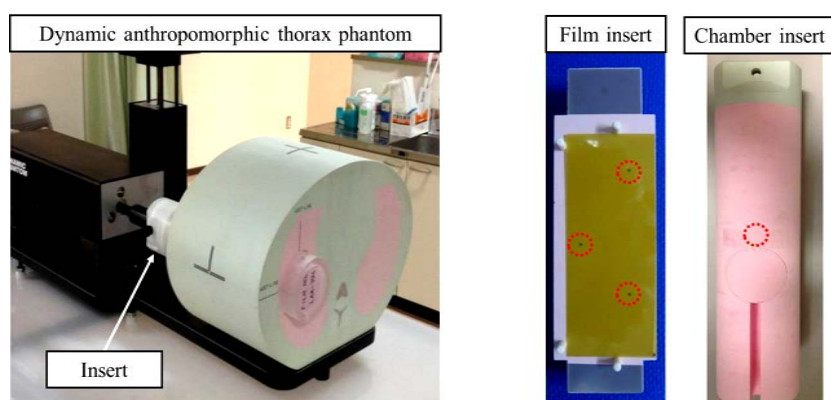 Dynamic anthropomorphic thorax phantom
Film insert
Chamber insert
Insert